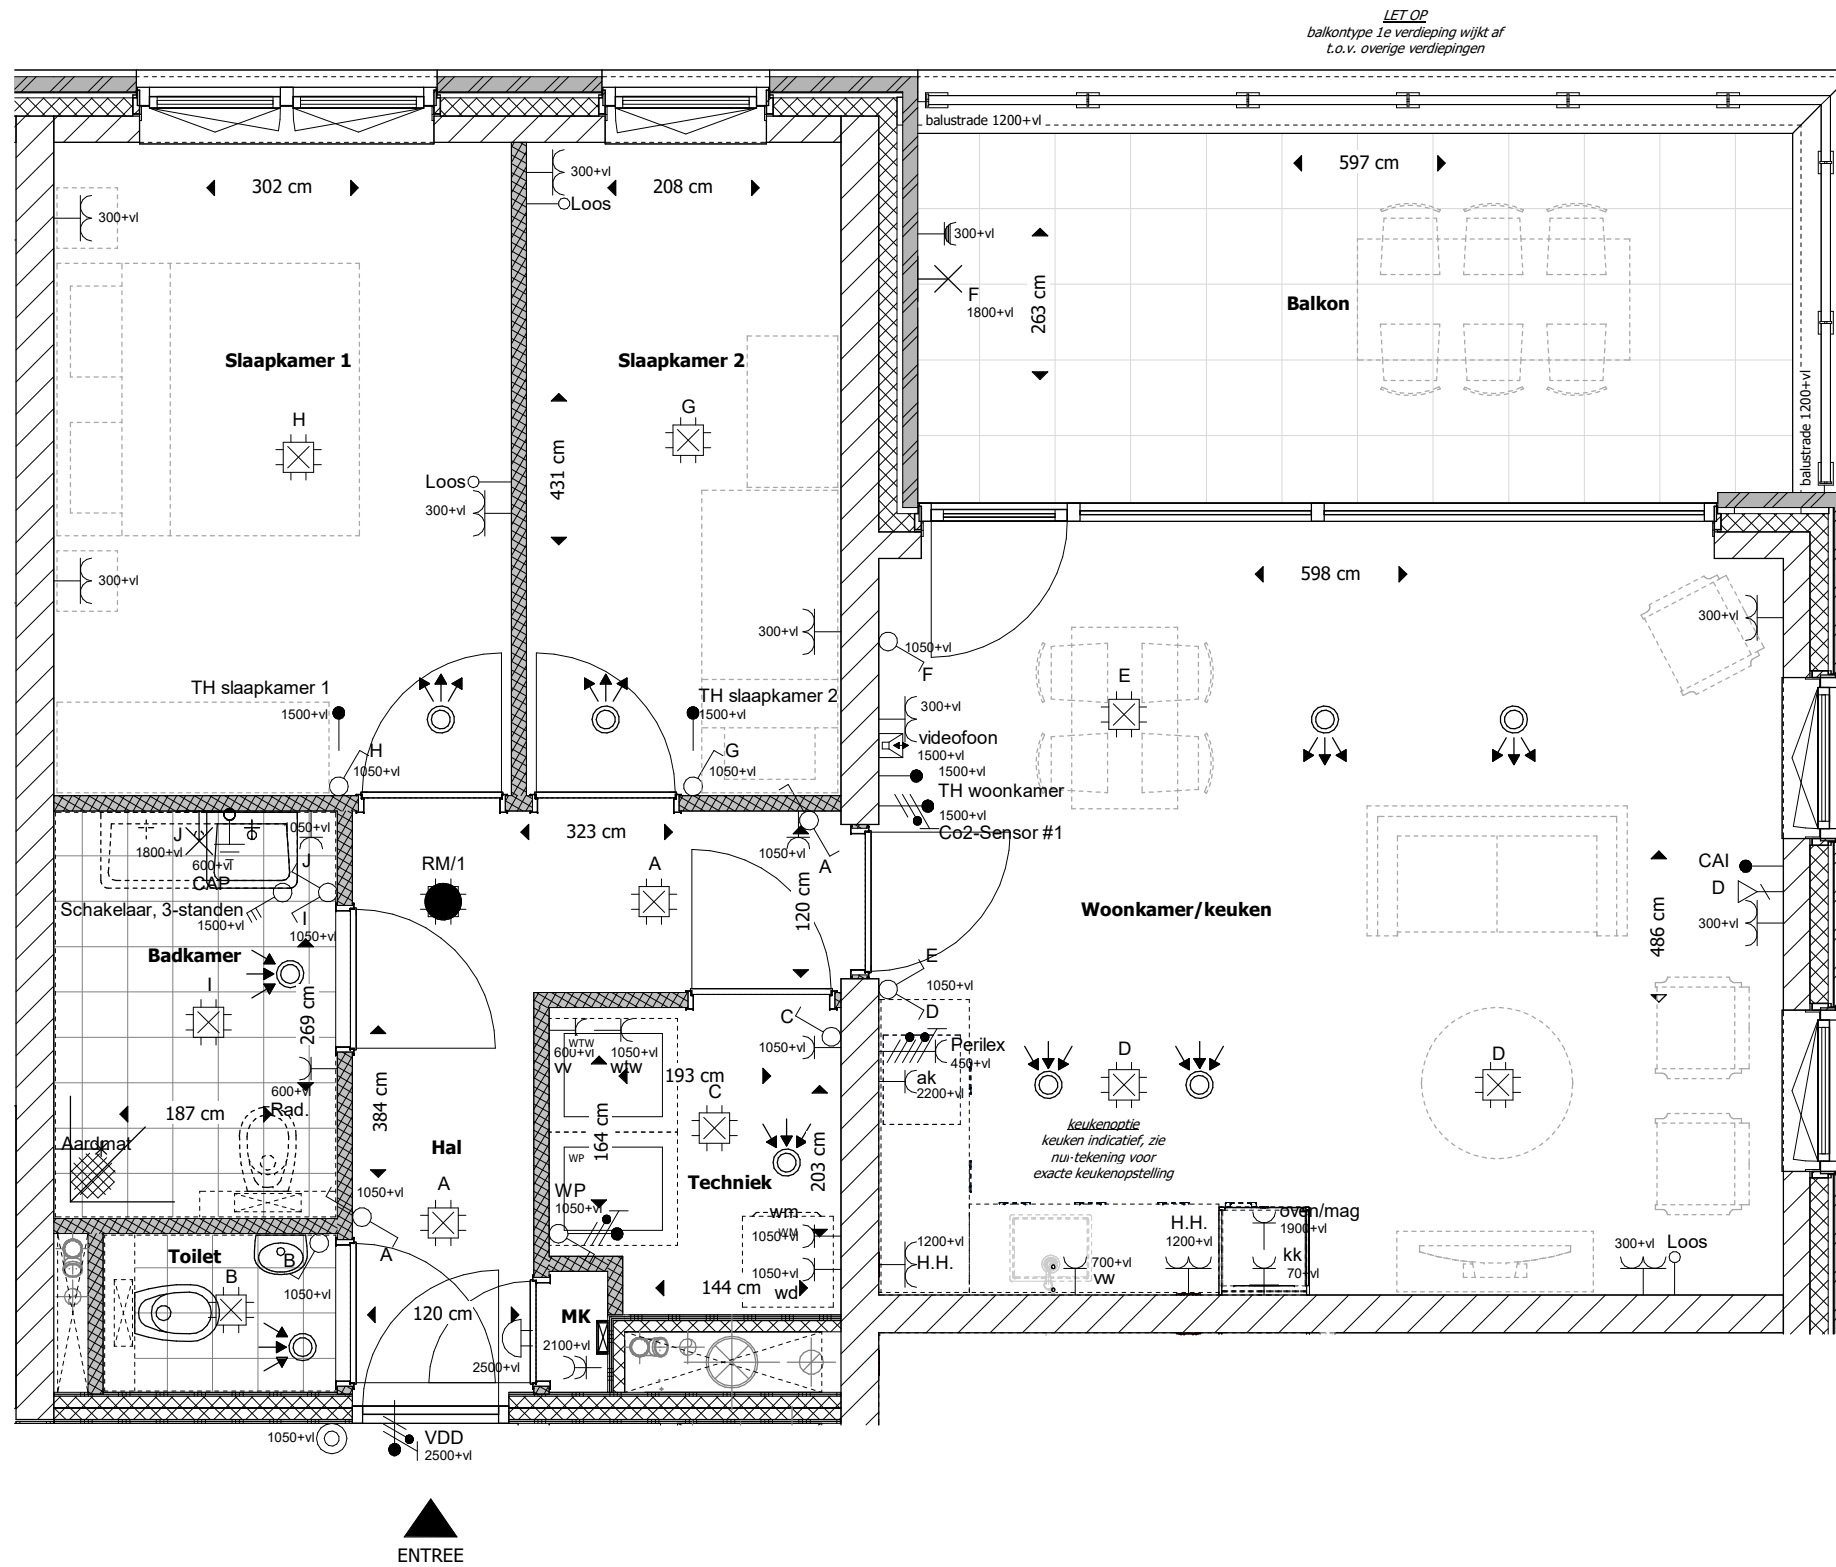 LET OP
balkontype 1e verdieping wijkt af
t.o.v. overige verdiepingen
balustrade 1200+vl
302 cm
300+vl
Loos
208 cm
597 cm
300+vl
300+vl
F
1800+vl
263 cm
Balkon
balustrade 1200+vl
Slaapkamer 1
Slaapkamer 2
H
G
431 cm
Loos
300+vl
300+vl
598 cm
300+vl
300+vl
1050+vl
F
E
TH slaapkamer 1
1500+vl
TH slaapkamer 2
1500+vl
300+vl
videofoon
1500+vl
1500+vl
TH woonkamer
1500+vl
Co2-Sensor #1
H
1050+vl
G
1050+vl
323 cm
J
1800+vl
1050+vl
600+vl
J
CAP
Schakelaar, 3-standen
1500+vl
I
1050+vl
RM/1
A
1050+vl
A
120 cm
Woonkamer/keuken
CAI
D
300+vl
486 cm
Badkamer
I
269 cm
E
1050+vl
D
C
1050+vl
Perilex
450+vl
ak
2200+vl
D
D
WTW
600+vl
vv
1050+vl
wtw
193 cm
C
164 cm
WP
203 cm
Techniek
600+vl
Rad.
187 cm
Aardmat
384 cm
Hal
A
1050+vl
A
WP
1050+vl
wm
WM
1050+vl
1050+vl
wd
144 cm
keukenoptie
keuken indicatief, zie
nul-tekening voor
exacte keukenopstelling
1200+vl
H.H.
700+vl
vw
H.H.
1200+vl
oven/mag
1900+vl
kk
70+vl
300+vl
Loos
Toilet
B
B
1050+vl
120 cm
MK
2100+vl
2500+vl
1050+vl
VDD
2500+vl
ENTREE